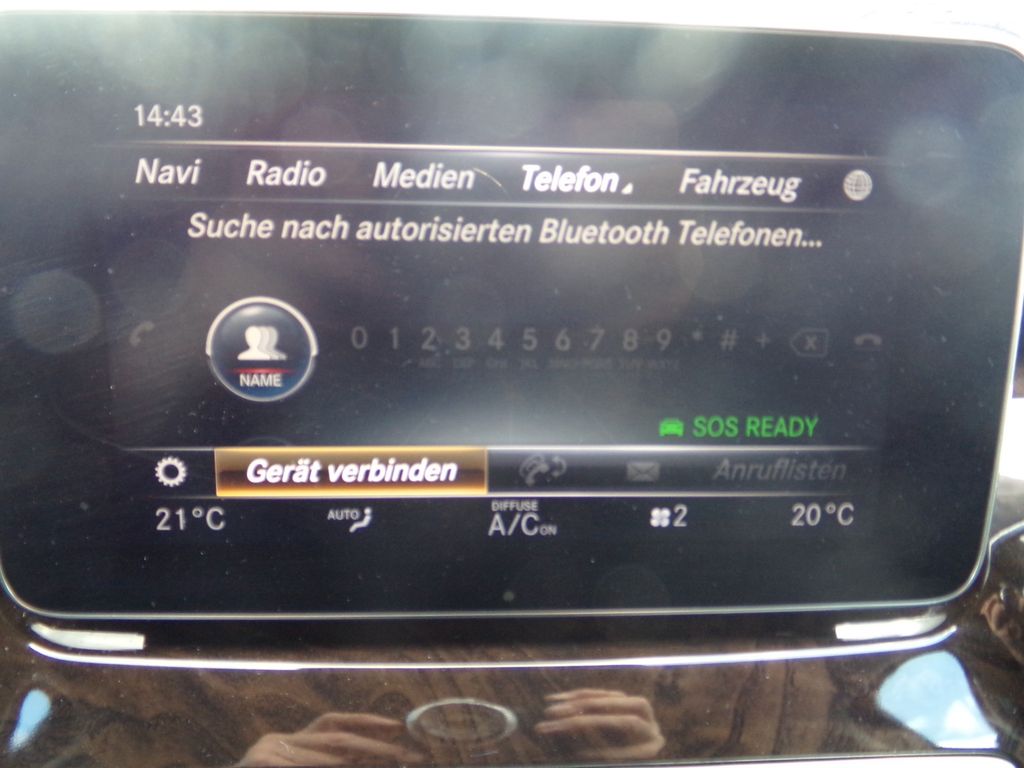 14:43
Navi Radio Medien Telefon Fahrzeug
Suche nach autorisierten Bluetooth Telefonen...
0 1 2 3 4 5 6 7 8 9 * # +
NAME
SOS READY
Gerät verbinden Anruflisten
21°C AUTO DIFFUSE A/C ON 2 20°C